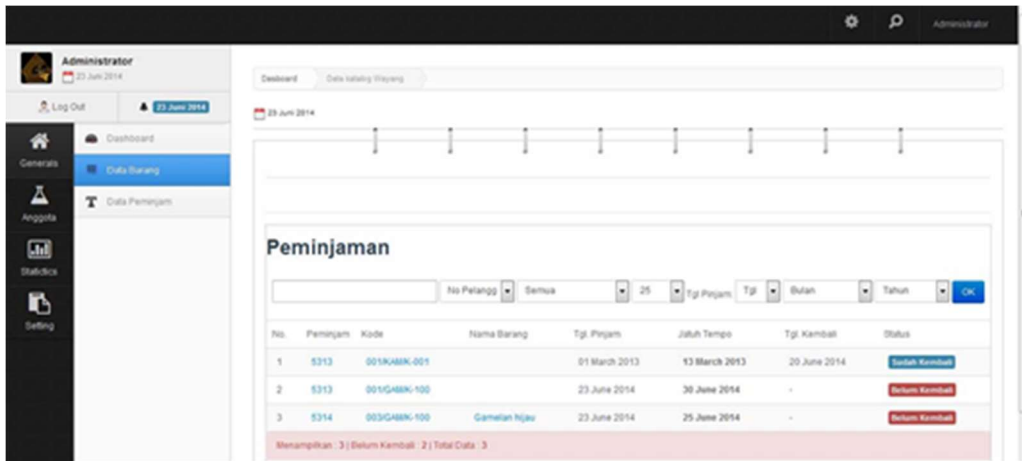 Administrator
Administrator
23 Juni 2014
Log Out
23 Juni 2014
Generals
Anggota
Statidics
Setting
Dashboard
Data Barang
Data Peminjam
Dasboard Data katalog Wayang
23 Juni 2014
Peminjaman
No Pelangg Semua 25 Tgl Pinjam Tgl Bulan Tahun OK
No. Peminjam Kode Nama Barang Tgl. Pinjam Jatuh Tempo Tgl. Kembali Status
1 5313 001/KAM/K-001 01 March 2013 13 March 2013 20 June 2014 Sudah Kembali
2 5313 001/GAM/K-100 23 June 2014 30 June 2014 - Belum Kembali
3 5314 003/GAM/K-100 Gamelan hijau 23 June 2014 25 June 2014 - Belum Kembali
Menampilkan : 3 | Belum Kembali : 2 | Total Data : 3